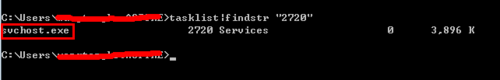 C:\Users\>tasklist|findstr "2720"
svchost.exe 2720 Services 0 3,896 K
C:\Users\>_